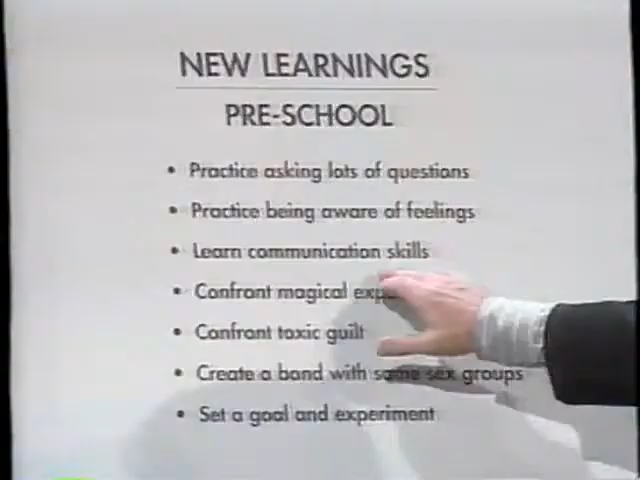 NEW LEARNINGS
PRE-SCHOOL
• Practice asking lots of questions
• Practice being aware of feelings
• Learn communication skills
• Confront magical
• Confront toxic guilt
• Create a bond with same sex groups
• Set a goal and experiment